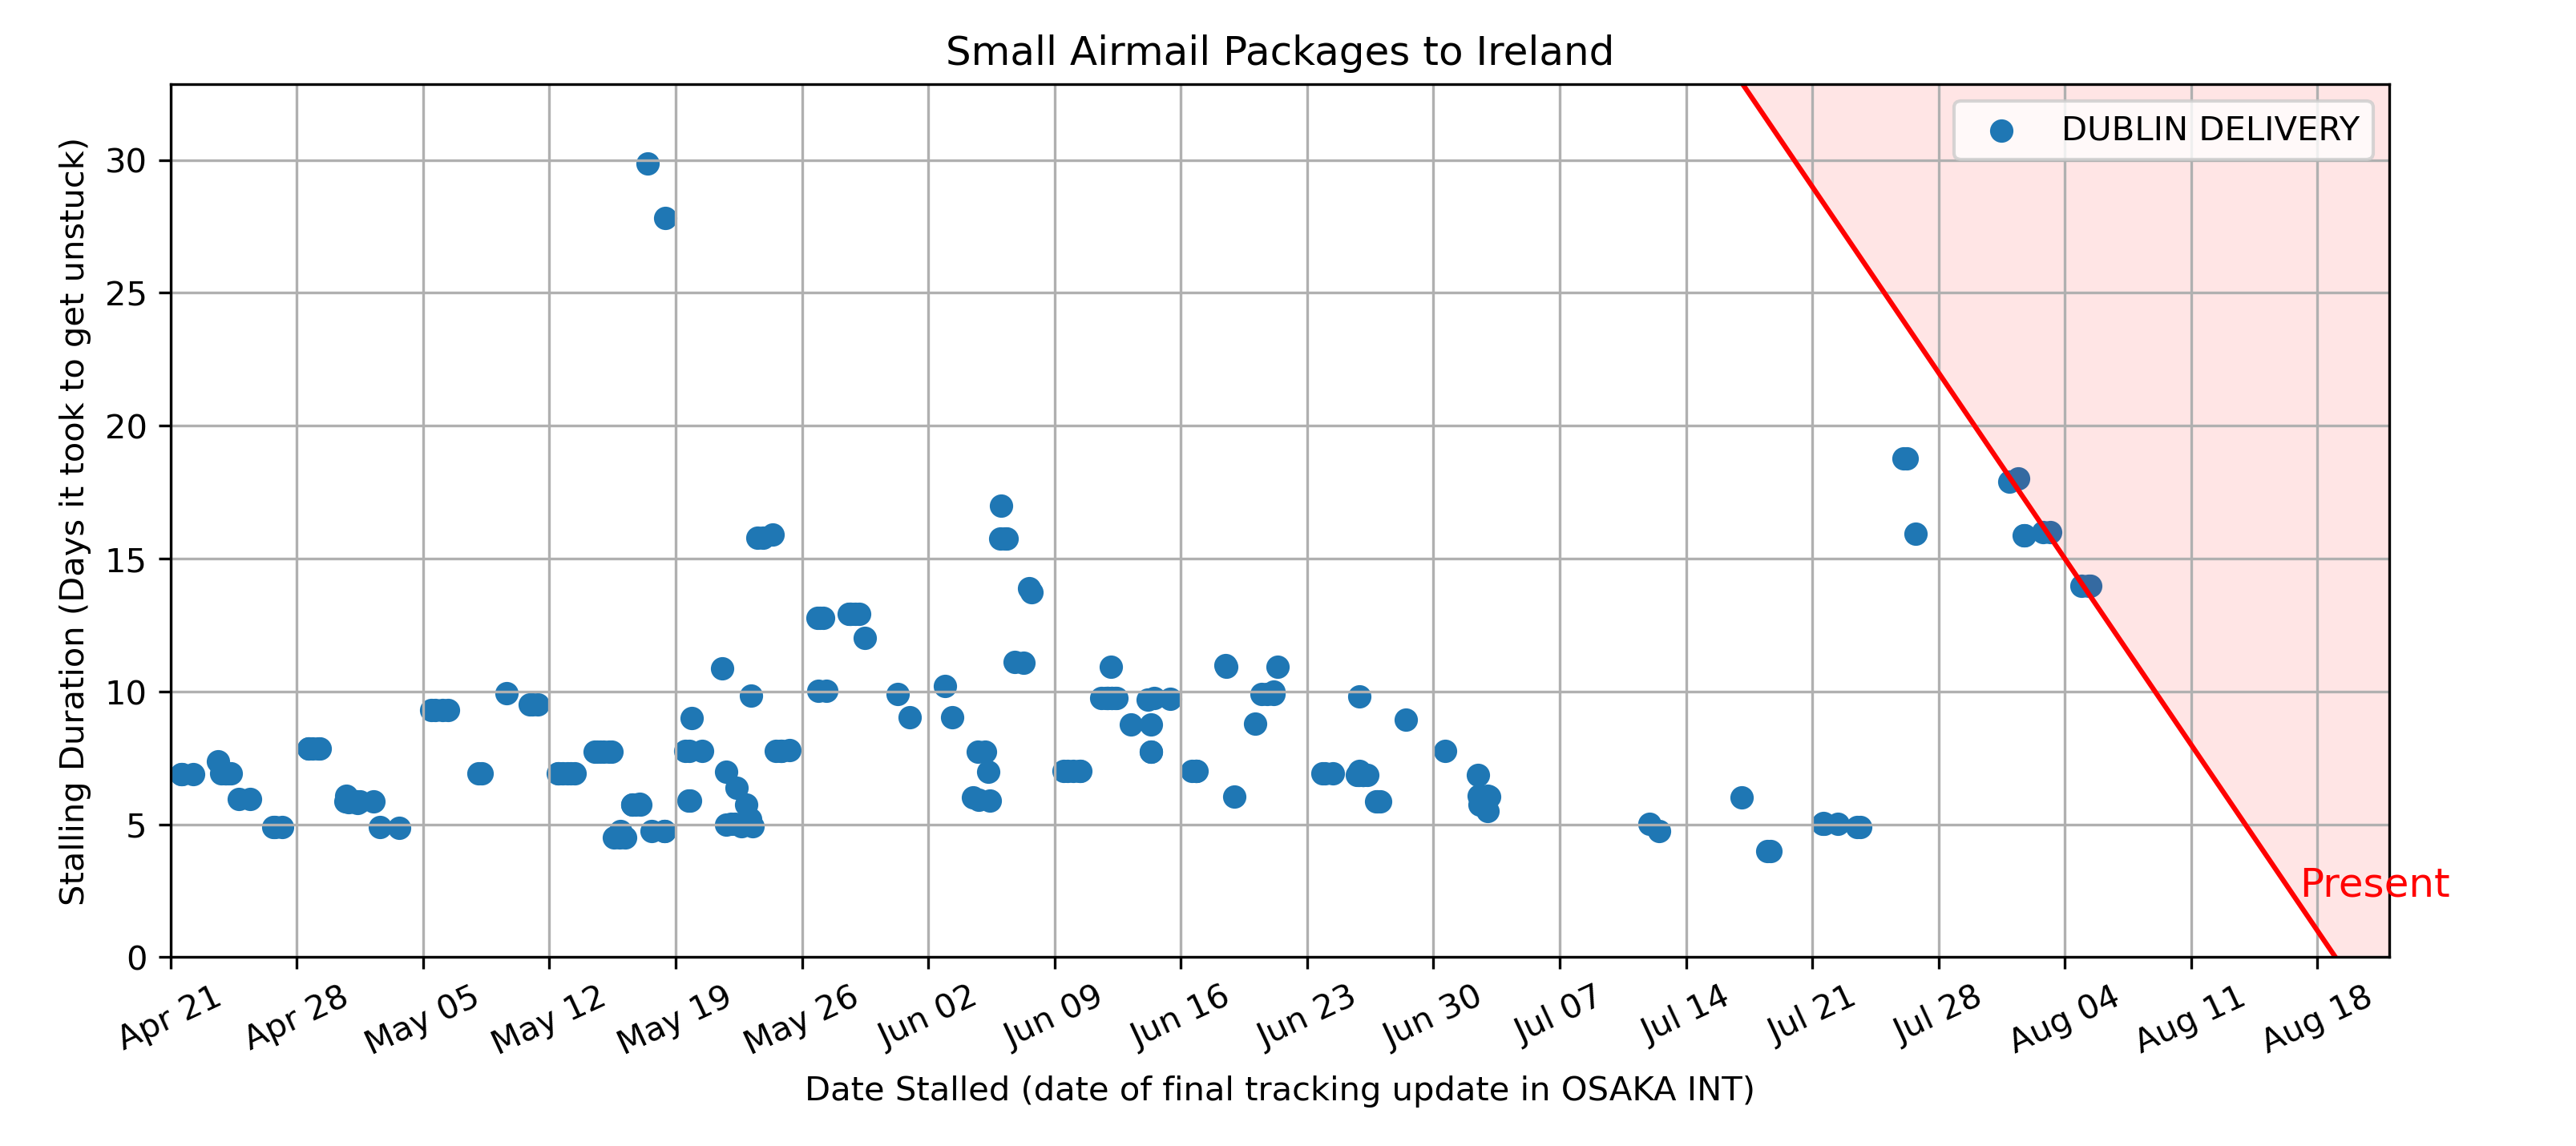 Small Airmail Packages to Ireland
DUBLIN DELIVERY
Stalling Duration (Days it took to get unstuck)
30
25
20
15
10
5
0
Present
Apr 21
Apr 28
May 05
May 12
May 19
May 26
Jun 02
Jun 09
Jun 16
Jun 23
Jun 30
Jul 07
Jul 14
Jul 21
Jul 28
Aug 04
Aug 11
Aug 18
Date Stalled (date of final tracking update in OSAKA INT)